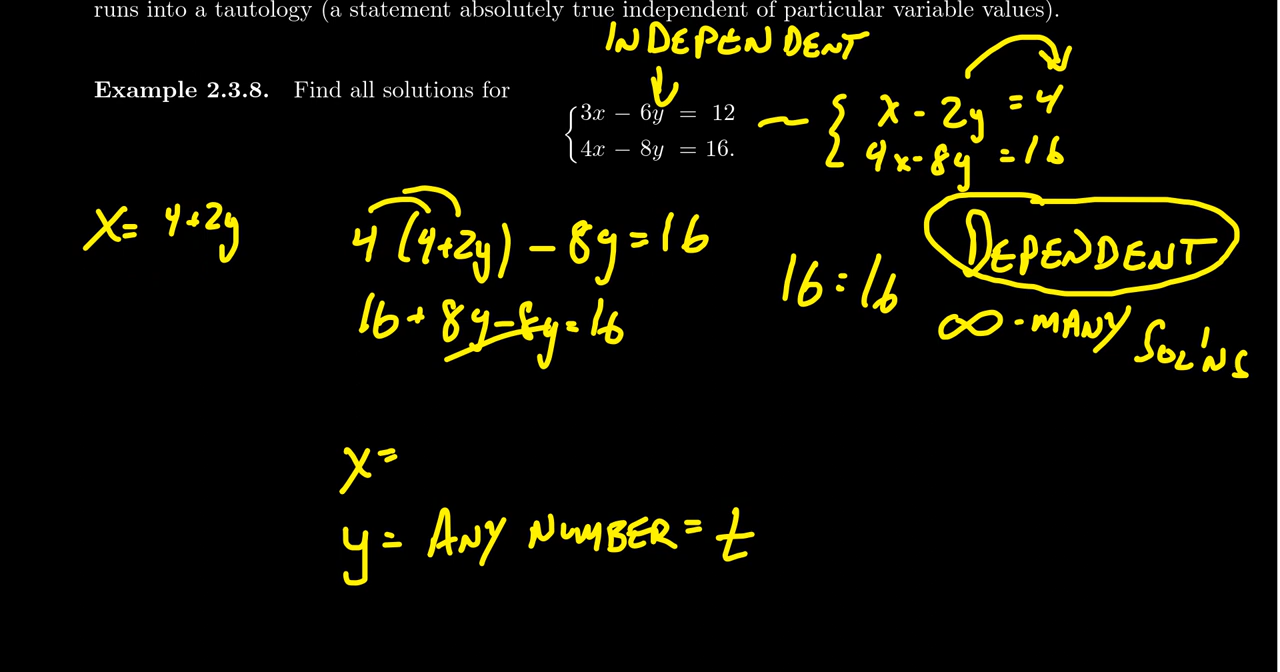 runs into a tautology (a statement absolutely true independent of particular variable values).
INDEPENDENT
Example 2.3.8. Find all solutions for
3x − 6y = 12
4x − 8y = 16.
~ { x - 2y = 4
4x - 8y = 16
x = 4+2y
4 (4+2y) - 8y = 16
16 + 8y - 8y = 16
16 = 16
DEPENDENT
∞-MANY SOL'NS
x =
y = ANY NUMBER = t